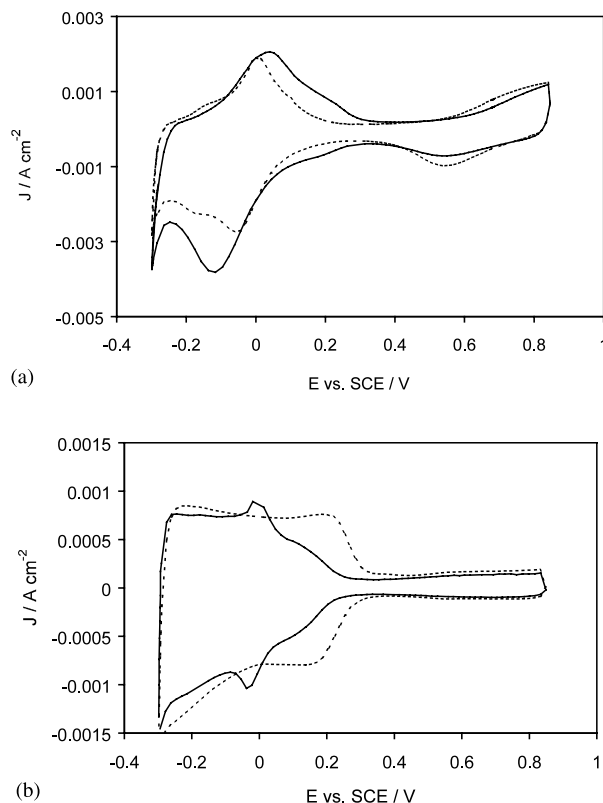 0.003
0.001
-0.001
-0.003
-0.005
J / A cm-2
-0.4 -0.2 0 0.2 0.4 0.6 0.8 1
E vs. SCE / V
(a)
0.0015
0.001
0.0005
0
-0.0005
-0.001
-0.0015
J / A cm-2
-0.4 -0.2 0 0.2 0.4 0.6 0.8 1
E vs. SCE / V
(b)